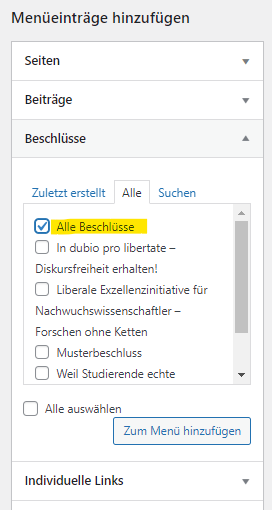 Menüeinträge hinzufügen
Seiten
Beiträge
Beschlüsse
Zuletzt erstellt Alle Suchen
Alle Beschlüsse
In dubio pro libertate –
Diskursfreiheit erhalten!
Liberale Exzellenzinitiative für
Nachwuchswissenschaftler –
Forschen ohne Ketten
Musterbeschluss
Weil Studierende echte
Alle auswählen
Zum Menü hinzufügen
Individuelle Links